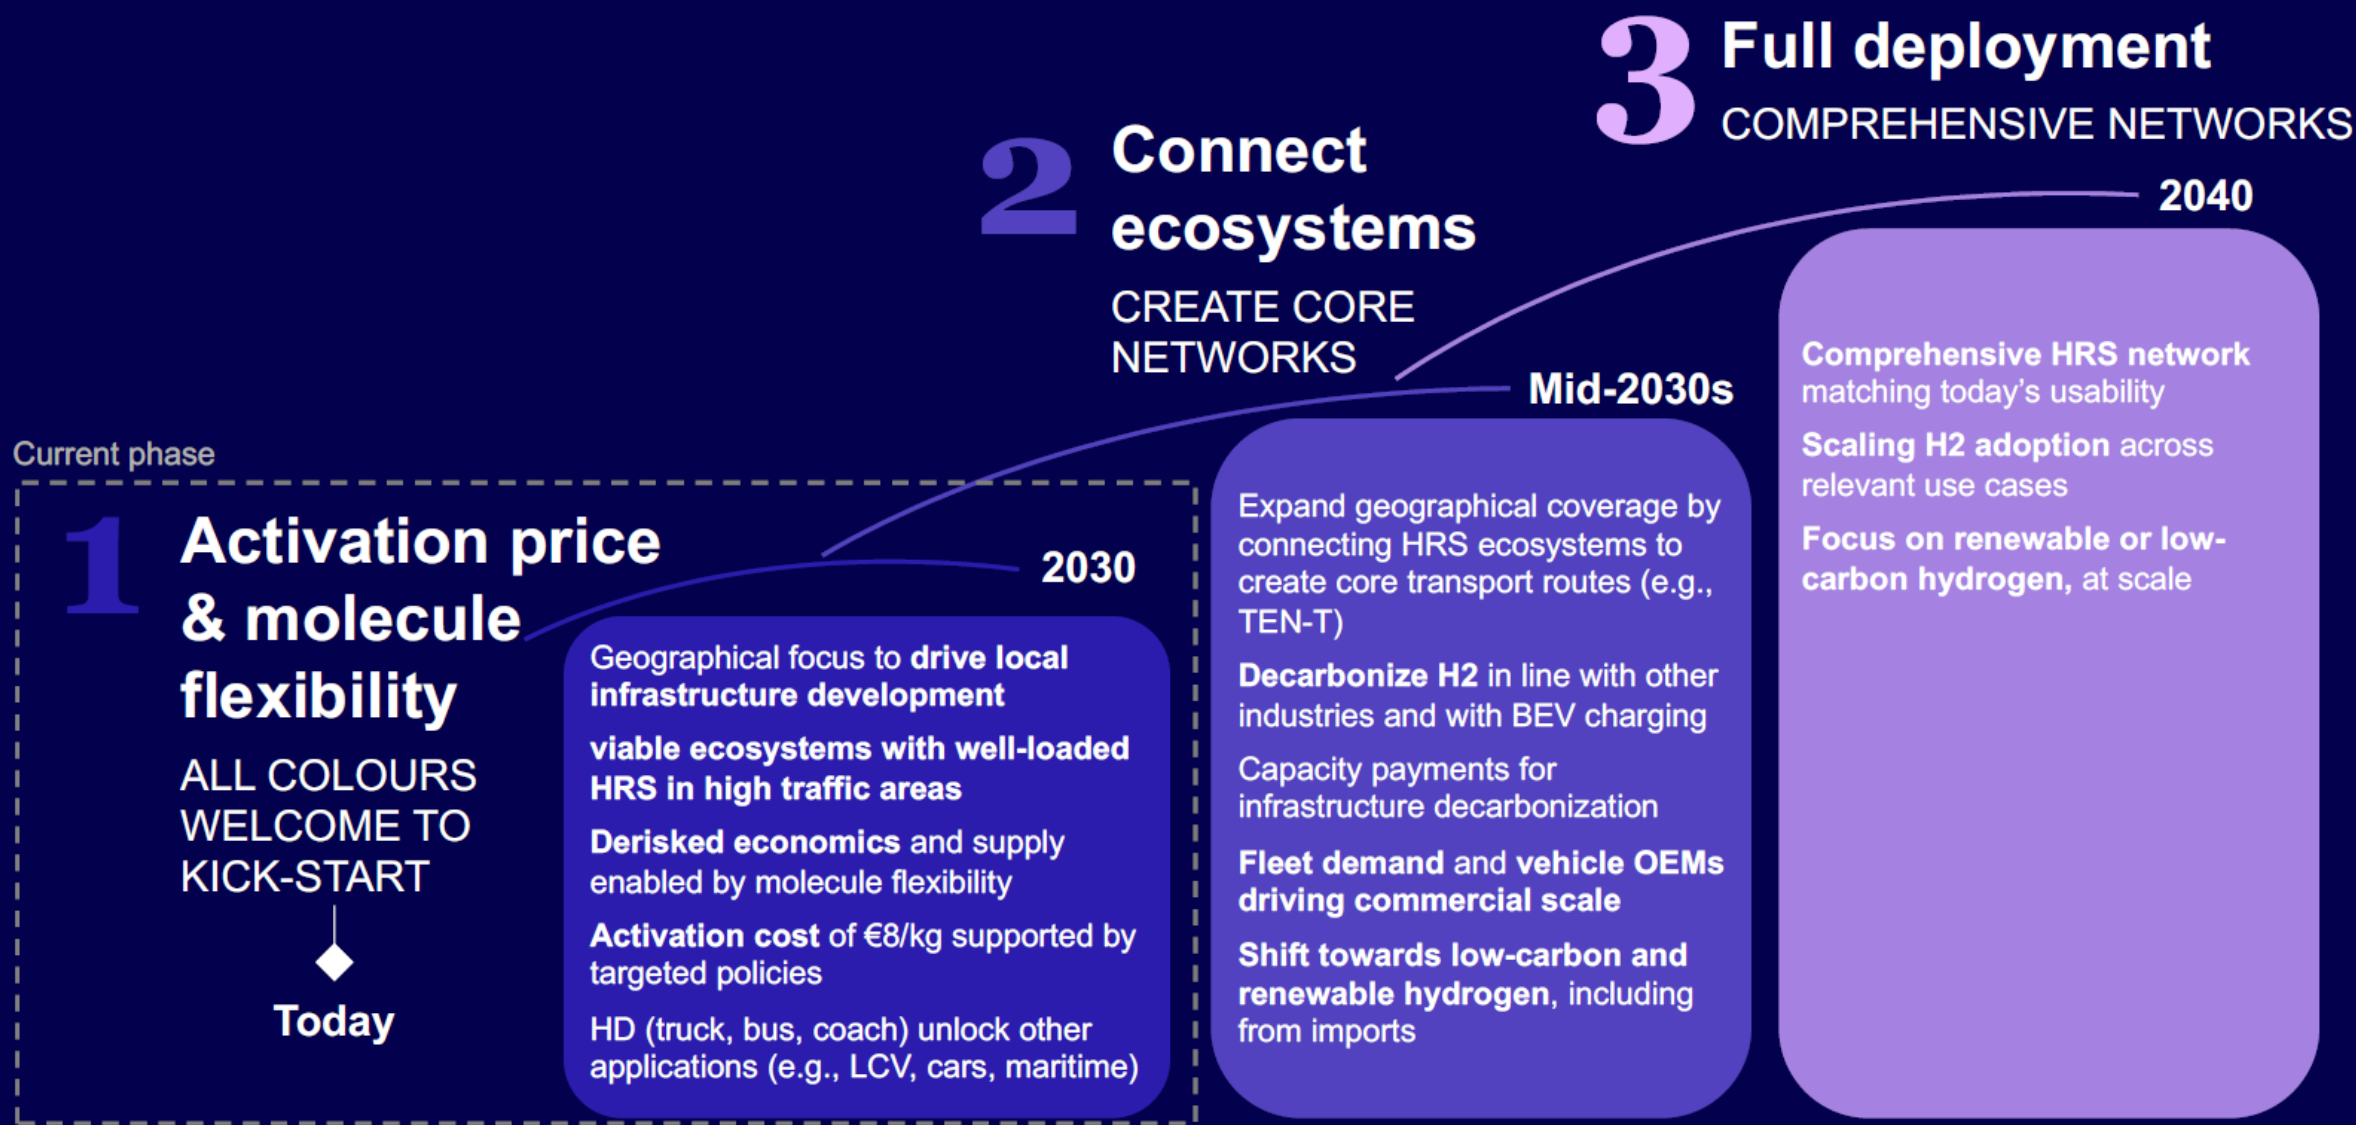 Current phase
1
Activation price
& molecule
flexibility
ALL COLOURS
WELCOME TO
KICK-START
Today
2030
Geographical focus to drive local
infrastructure development
viable ecosystems with well-loaded
HRS in high traffic areas
Derisked economics and supply
enabled by molecule flexibility
Activation cost of €8/kg supported by
targeted policies
HD (truck, bus, coach) unlock other
applications (e.g., LCV, cars, maritime)
2
Connect
ecosystems
CREATE CORE
NETWORKS
Mid-2030s
Expand geographical coverage by
connecting HRS ecosystems to
create core transport routes (e.g.,
TEN-T)
Decarbonize H2 in line with other
industries and with BEV charging
Capacity payments for
infrastructure decarbonization
Fleet demand and vehicle OEMs
driving commercial scale
Shift towards low-carbon and
renewable hydrogen, including
from imports
3
Full deployment
COMPREHENSIVE NETWORKS
2040
Comprehensive HRS network
matching today's usability
Scaling H2 adoption across
relevant use cases
Focus on renewable or low-
carbon hydrogen, at scale